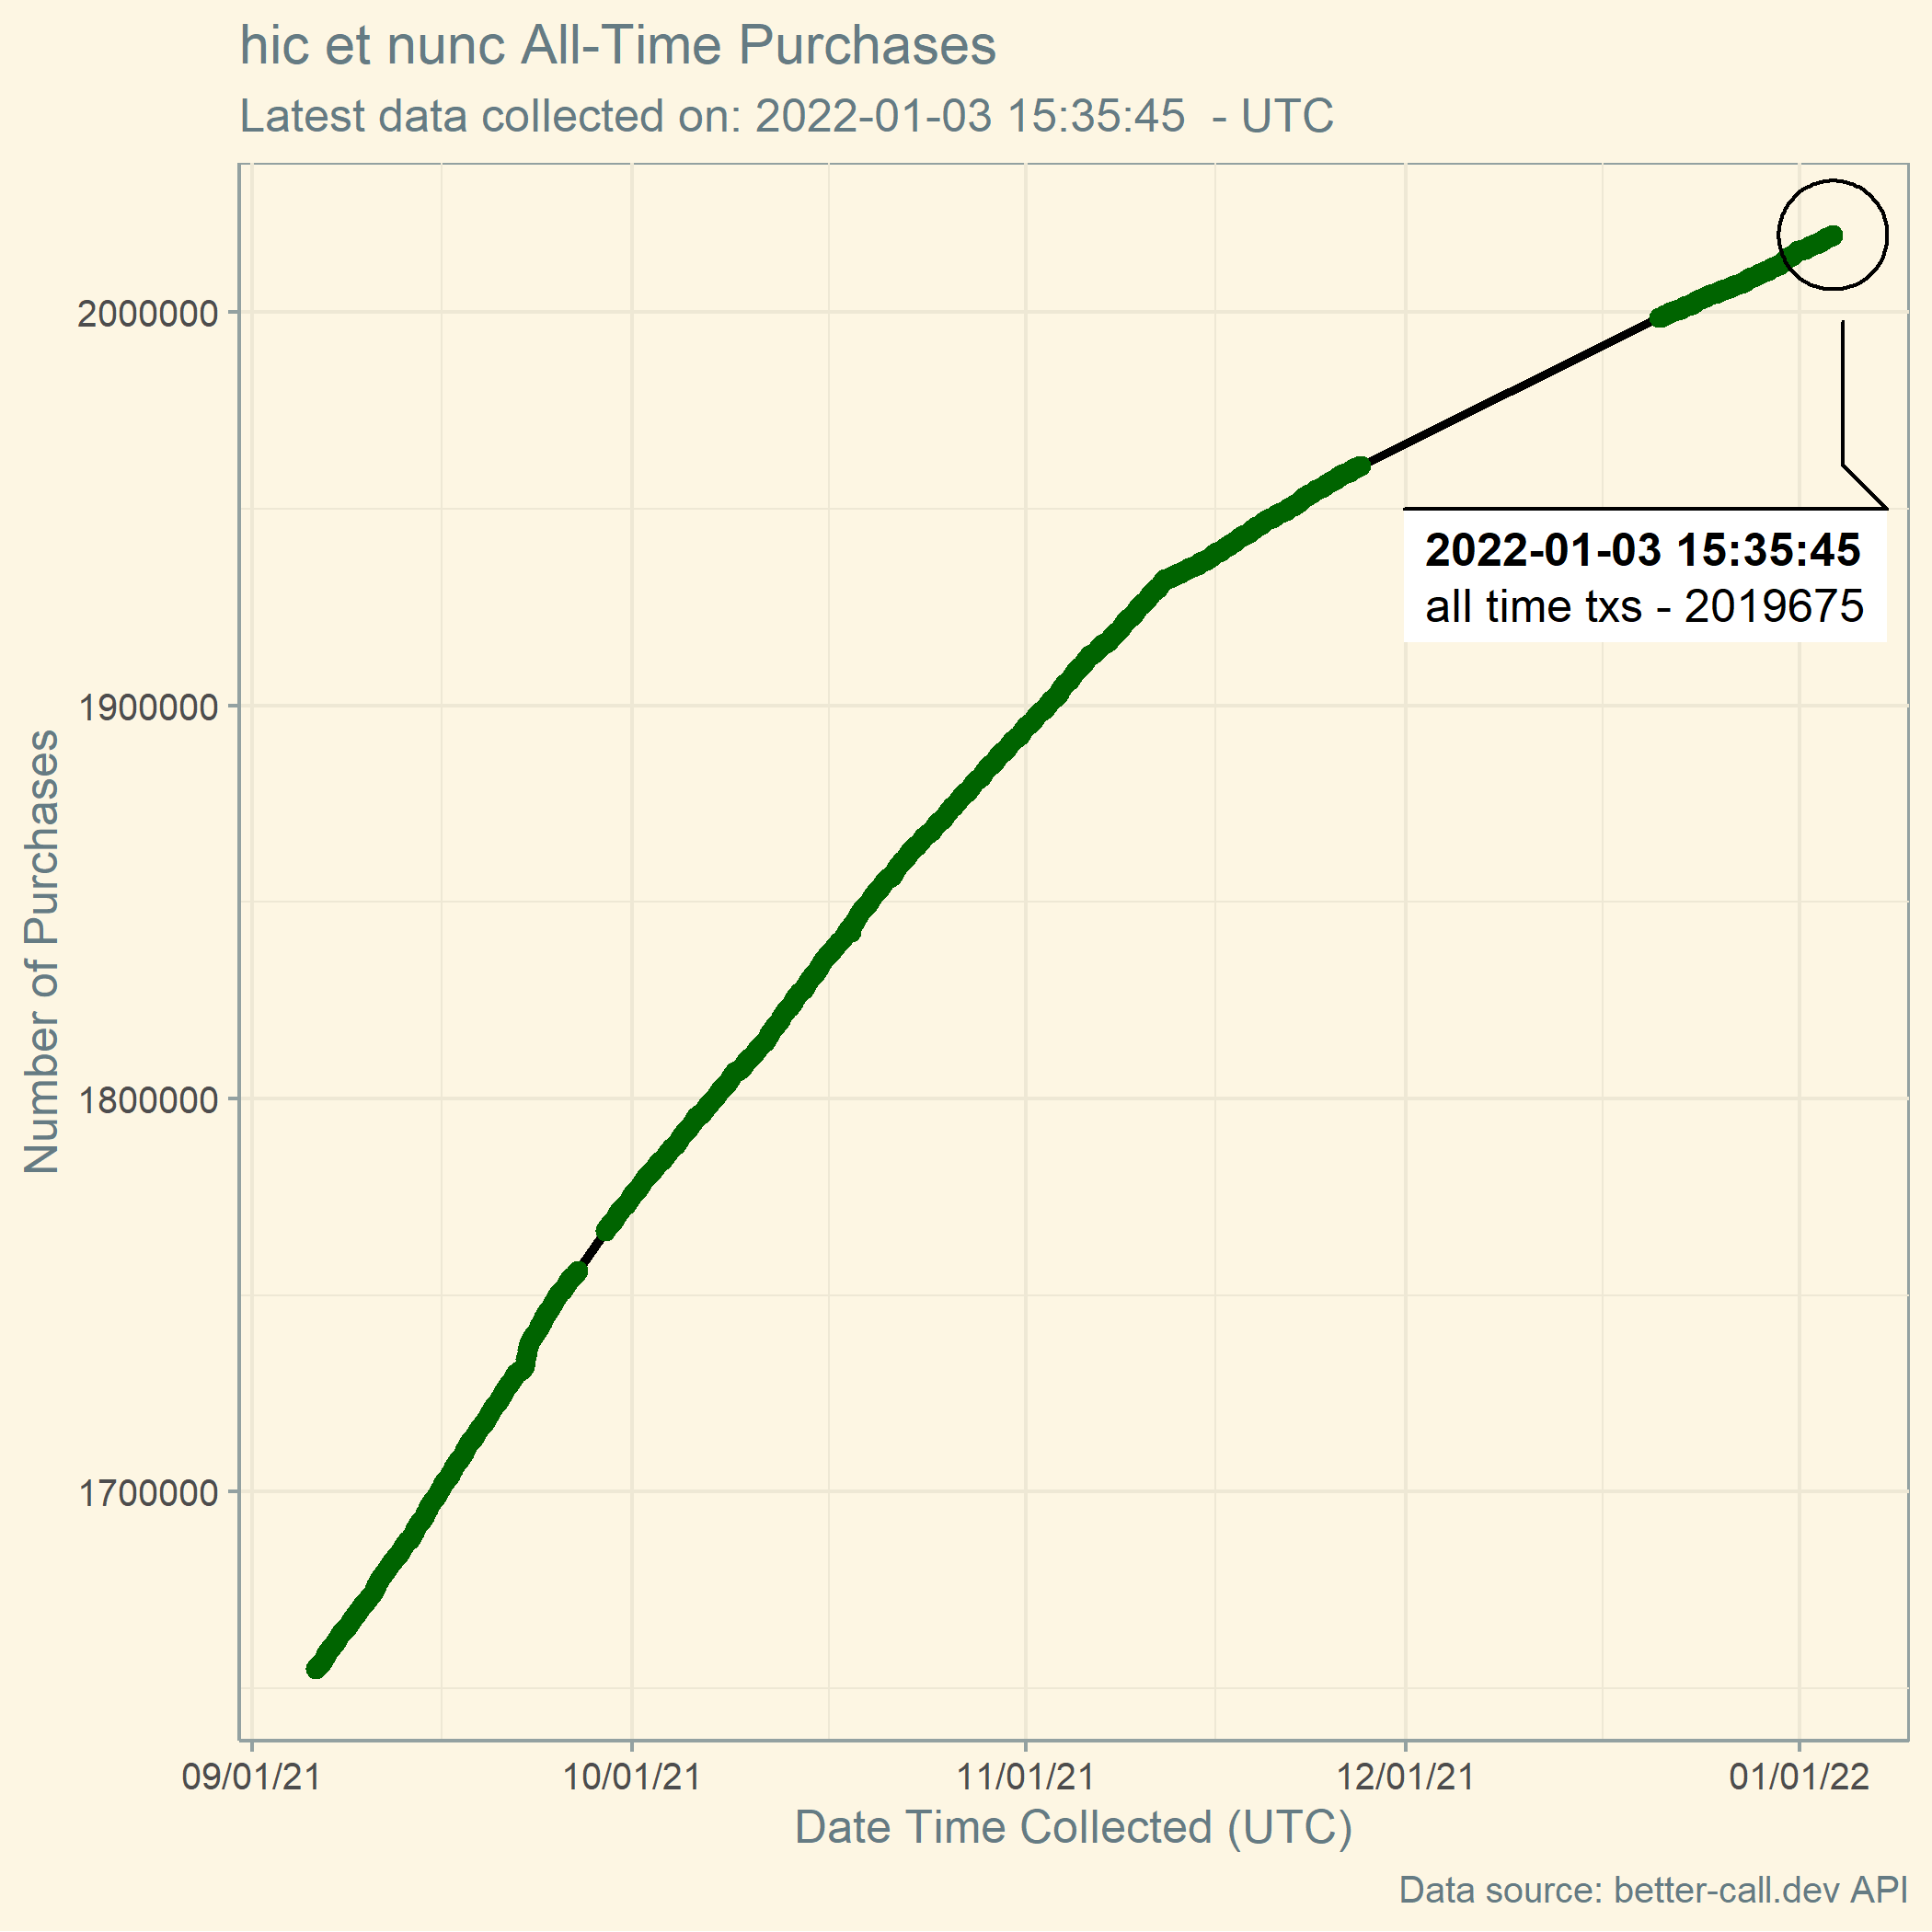 hic et nunc All-Time Purchases
Latest data collected on: 2022-01-03 15:35:45  - UTC
Number of Purchases
2000000
1900000
1800000
1700000
2022-01-03 15:35:45
all time txs - 2019675
09/01/21 10/01/21 11/01/21 12/01/21 01/01/22
Date Time Collected (UTC)
Data source: better-call.dev API